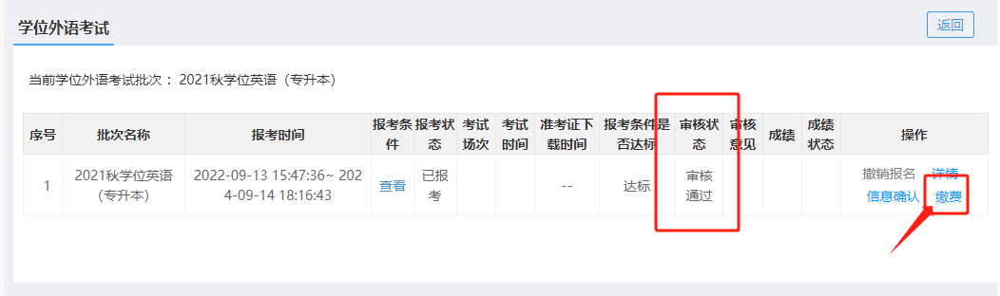 学位外语考试
返回
当前学位外语考试批次： 2021秋学位英语（专升本）
序号 批次名称 报考时间 报考条件 报考状态 考试场次 考试时间 准考证下载时间 报考条件是否达标 审核状态 审核意见 成绩 成绩状态 操作
1 2021秋学位英语（专升本） 2022-09-13 15:47:36~ 2024-09-14 18:16:43 查看 已报考 -- 达标 审核通过 撤销报名 详情
信息确认 缴费